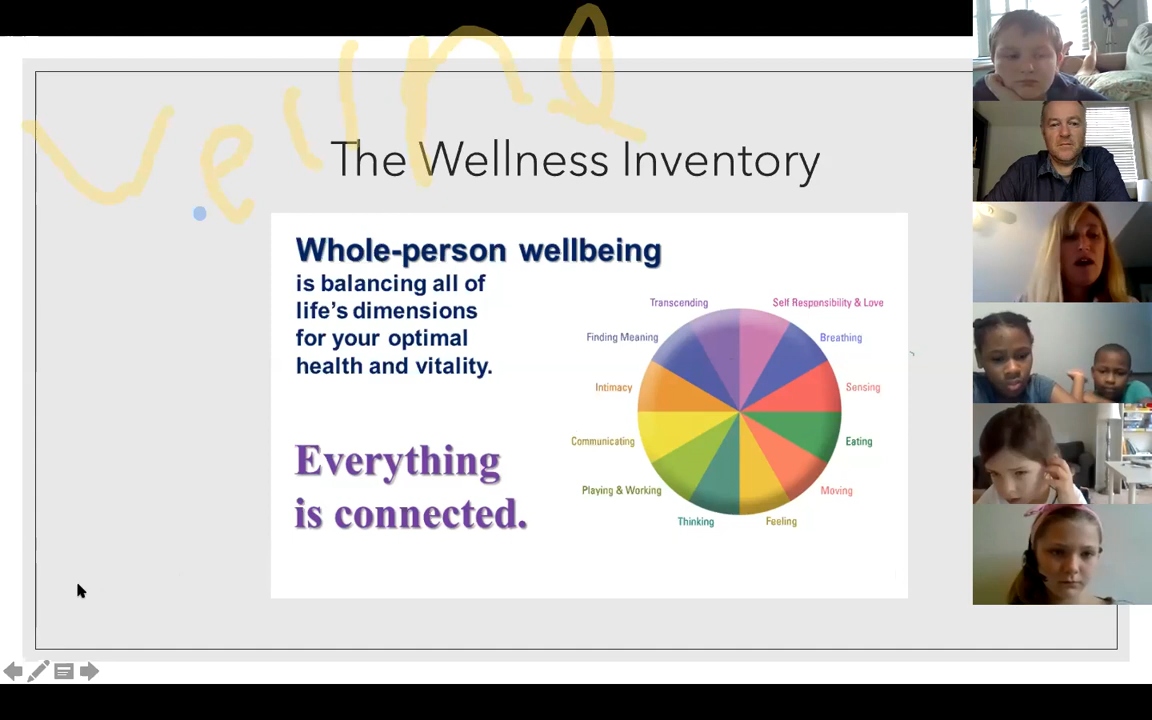 The Wellness Inventory
Whole-person wellbeing
is balancing all of
life's dimensions
for your optimal
health and vitality.
Everything
is connected.
Transcending
Self Responsibility & Love
Finding Meaning
Breathing
Intimacy
Sensing
Communicating
Eating
Playing & Working
Moving
Thinking
Feeling